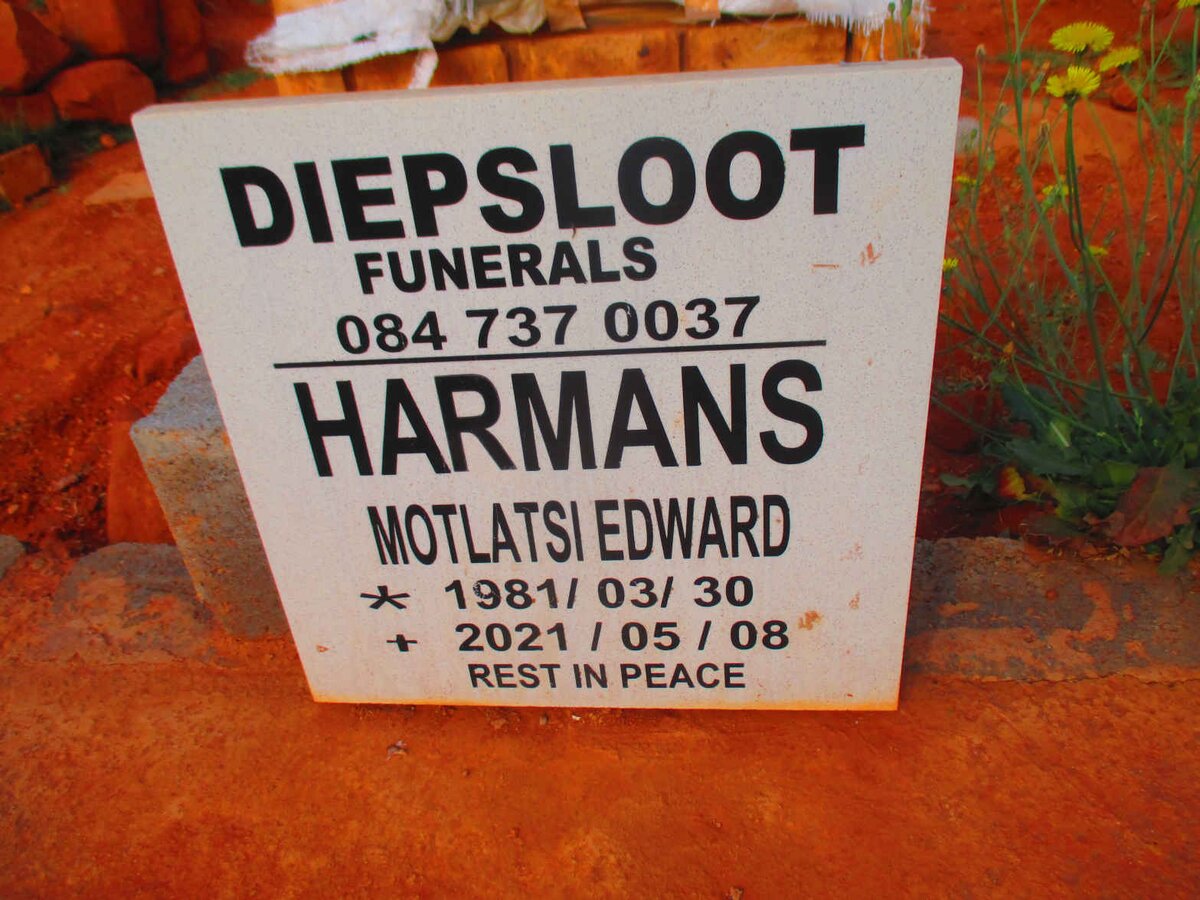 DIEPSLOOT
FUNERALS
084 737 0037
HARMANS
MOTLATSI EDWARD
* 1981/ 03/ 30
+ 2021 / 05 / 08
REST IN PEACE